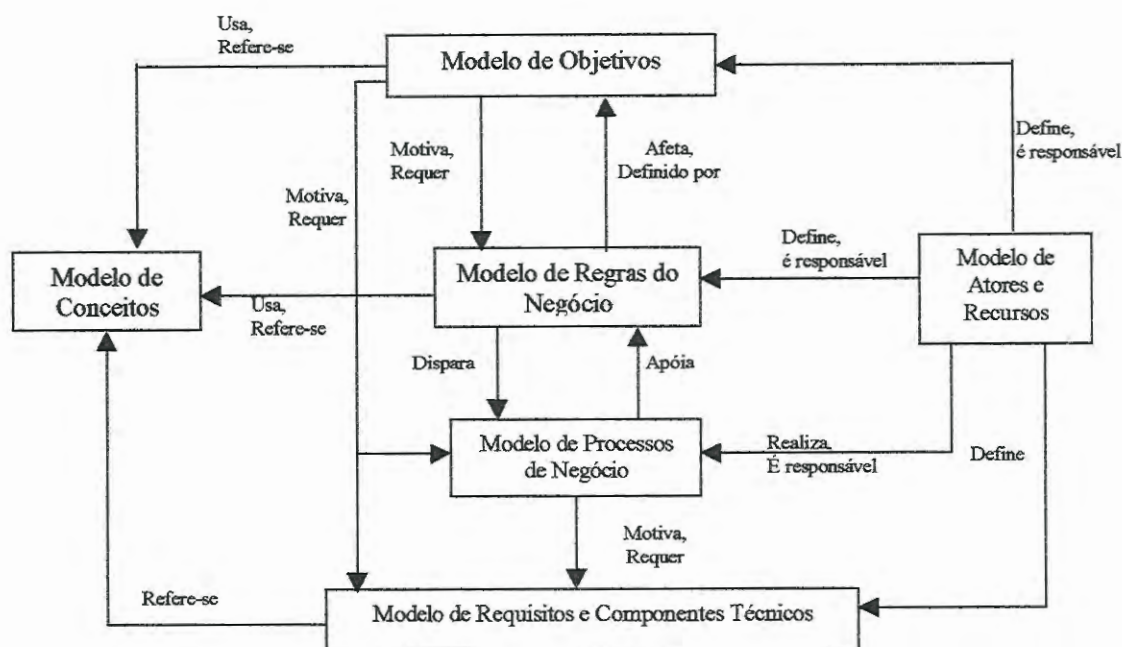 Usa,
Refere-se
Modelo de Objetivos
Define,
é responsável
Motiva,
Requer
Afeta,
Definido por
Motiva,
Requer
Modelo de
Conceitos
Usa,
Refere-se
Modelo de Regras do
Negócio
Define,
é responsável
Modelo de
Atores e
Recursos
Dispara
Apóia
Modelo de Processos
de Negócio
Realiza,
É responsável
Define
Motiva,
Requer
Refere-se
Modelo de Requisitos e Componentes Técnicos